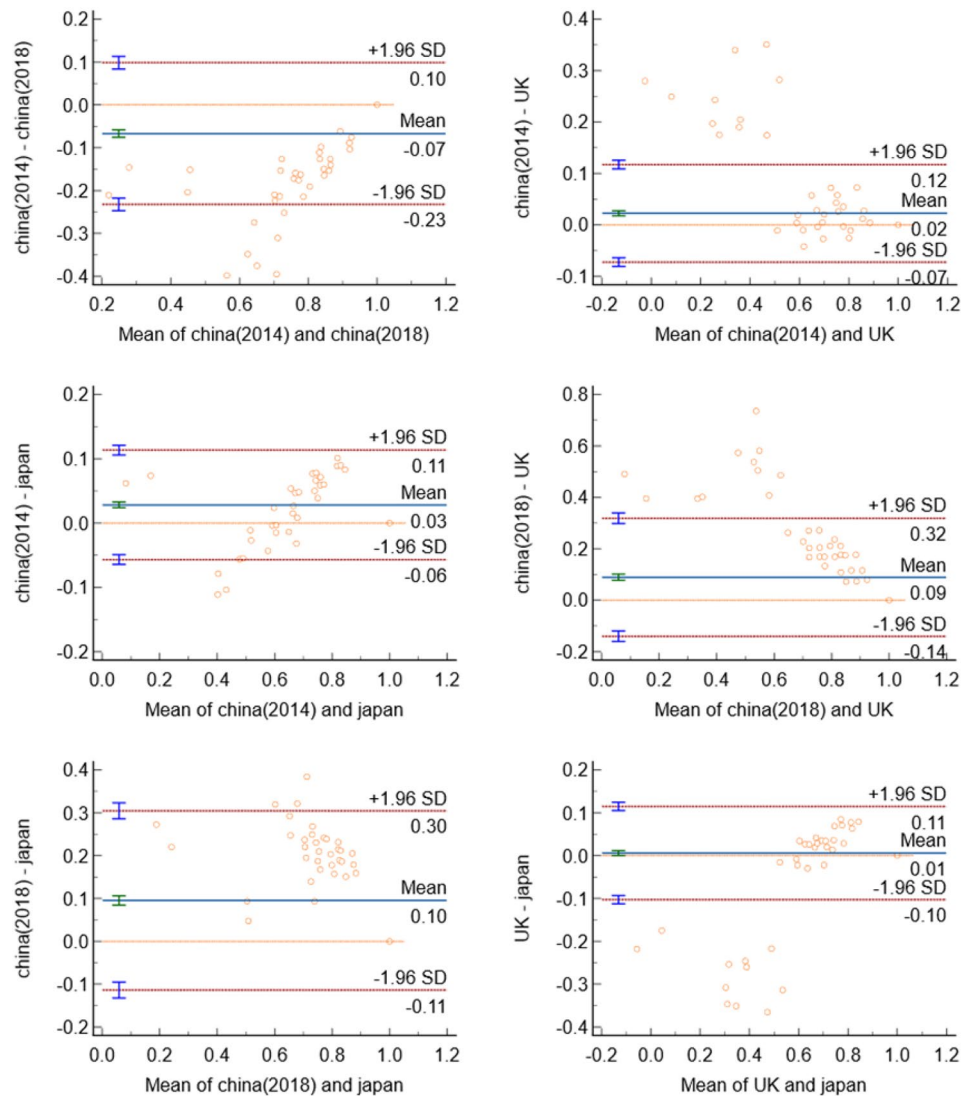 china(2014) - china(2018)
0.2
0.1
0.0
-0.1
-0.2
-0.3
-0.4
+1.96 SD
0.10
Mean
-0.07
-1.96 SD
-0.23
0.2 0.4 0.6 0.8 1.0 1.2
Mean of china(2014) and china(2018)
china(2014) - UK
0.4
0.3
0.2
0.1
0.0
-0.1
+1.96 SD
0.12
Mean
0.02
-1.96 SD
-0.07
-0.2 0.0 0.2 0.4 0.6 0.8 1.0 1.2
Mean of china(2014) and UK
china(2014) - japan
0.2
0.1
0.0
-0.1
-0.2
+1.96 SD
0.11
Mean
0.03
-1.96 SD
-0.06
0.0 0.2 0.4 0.6 0.8 1.0 1.2
Mean of china(2014) and japan
china(2018) - UK
0.8
0.6
0.4
0.2
0.0
-0.2
+1.96 SD
0.32
Mean
0.09
-1.96 SD
-0.14
0.0 0.2 0.4 0.6 0.8 1.0 1.2
Mean of china(2018) and UK
china(2018) - japan
0.4
0.3
0.2
0.1
0.0
-0.1
-0.2
+1.96 SD
0.30
Mean
0.10
-1.96 SD
-0.11
0.0 0.2 0.4 0.6 0.8 1.0 1.2
Mean of china(2018) and japan
UK - japan
0.2
0.1
0.0
-0.1
-0.2
-0.3
-0.4
+1.96 SD
0.11
Mean
0.01
-1.96 SD
-0.10
-0.2 0.0 0.2 0.4 0.6 0.8 1.0 1.2
Mean of UK and japan